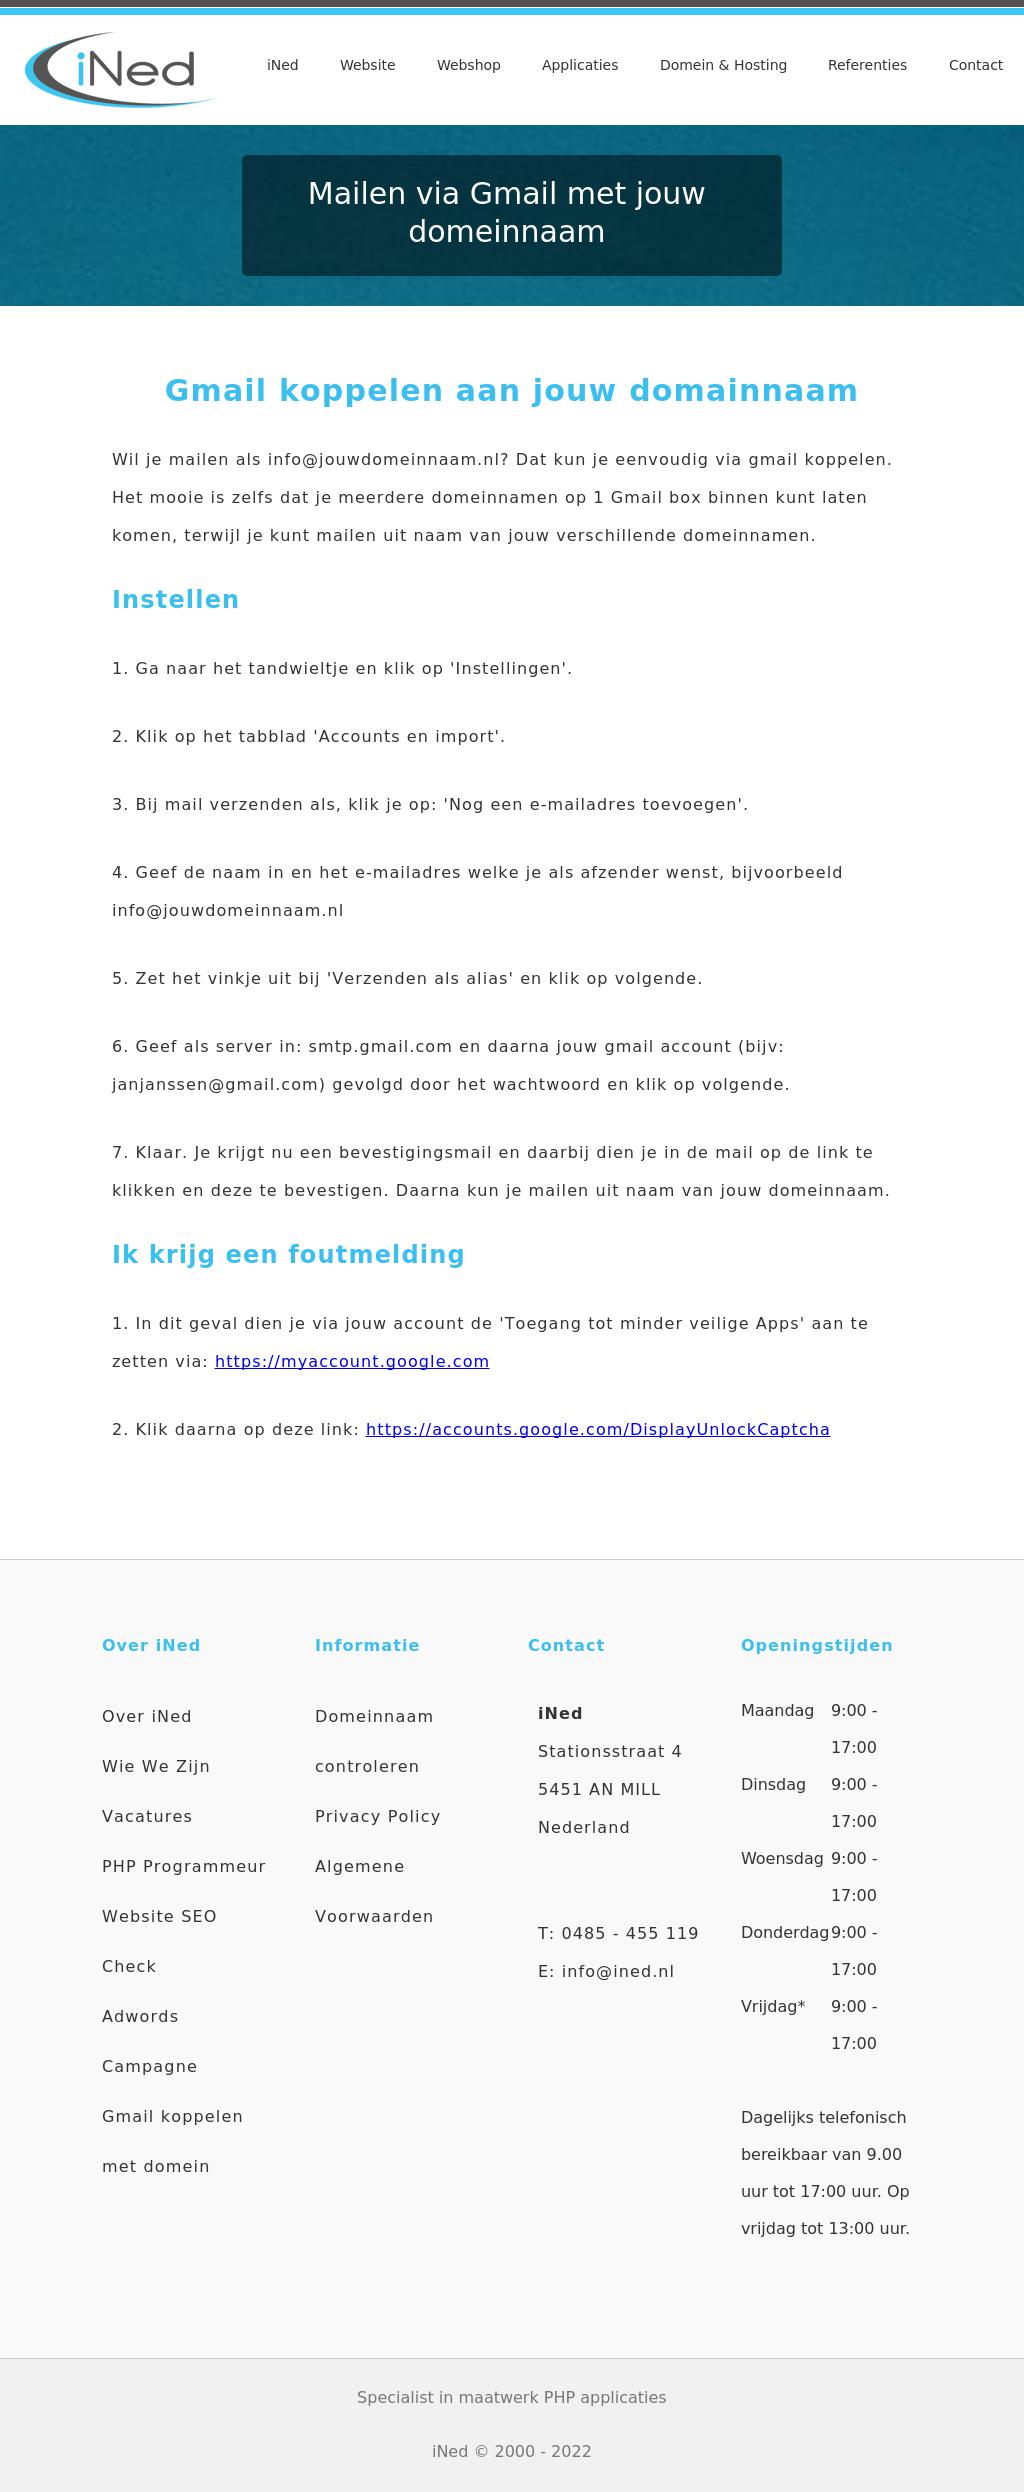 iNed
iNed Website Webshop Applicaties Domein & Hosting Referenties Contact
Mailen via Gmail met jouw
domeinnaam
Gmail koppelen aan jouw domainnaam
Wil je mailen als info@jouwdomeinnaam.nl? Dat kun je eenvoudig via gmail koppelen.
Het mooie is zelfs dat je meerdere domeinnamen op 1 Gmail box binnen kunt laten
komen, terwijl je kunt mailen uit naam van jouw verschillende domeinnamen.
Instellen
1. Ga naar het tandwieltje en klik op 'Instellingen'.
2. Klik op het tabblad 'Accounts en import'.
3. Bij mail verzenden als, klik je op: 'Nog een e-mailadres toevoegen'.
4. Geef de naam in en het e-mailadres welke je als afzender wenst, bijvoorbeeld
info@jouwdomeinnaam.nl
5. Zet het vinkje uit bij 'Verzenden als alias' en klik op volgende.
6. Geef als server in: smtp.gmail.com en daarna jouw gmail account (bijv:
janjanssen@gmail.com) gevolgd door het wachtwoord en klik op volgende.
7. Klaar. Je krijgt nu een bevestigingsmail en daarbij dien je in de mail op de link te
klikken en deze te bevestigen. Daarna kun je mailen uit naam van jouw domeinnaam.
Ik krijg een foutmelding
1. In dit geval dien je via jouw account de 'Toegang tot minder veilige Apps' aan te
zetten via: https://myaccount.google.com
2. Klik daarna op deze link: https://accounts.google.com/DisplayUnlockCaptcha
Over iNed
Over iNed
Wie We Zijn
Vacatures
PHP Programmeur
Website SEO
Check
Adwords
Campagne
Gmail koppelen
met domein
Informatie
Domeinnaam
controleren
Privacy Policy
Algemene
Voorwaarden
Contact
iNed
Stationsstraat 4
5451 AN MILL
Nederland
T: 0485 - 455 119
E: info@ined.nl
Openingstijden
Maandag 9:00 -
17:00
Dinsdag 9:00 -
17:00
Woensdag 9:00 -
17:00
Donderdag 9:00 -
17:00
Vrijdag* 9:00 -
17:00
Dagelijks telefonisch
bereikbaar van 9.00
uur tot 17:00 uur. Op
vrijdag tot 13:00 uur.
Specialist in maatwerk PHP applicaties
iNed © 2000 - 2022